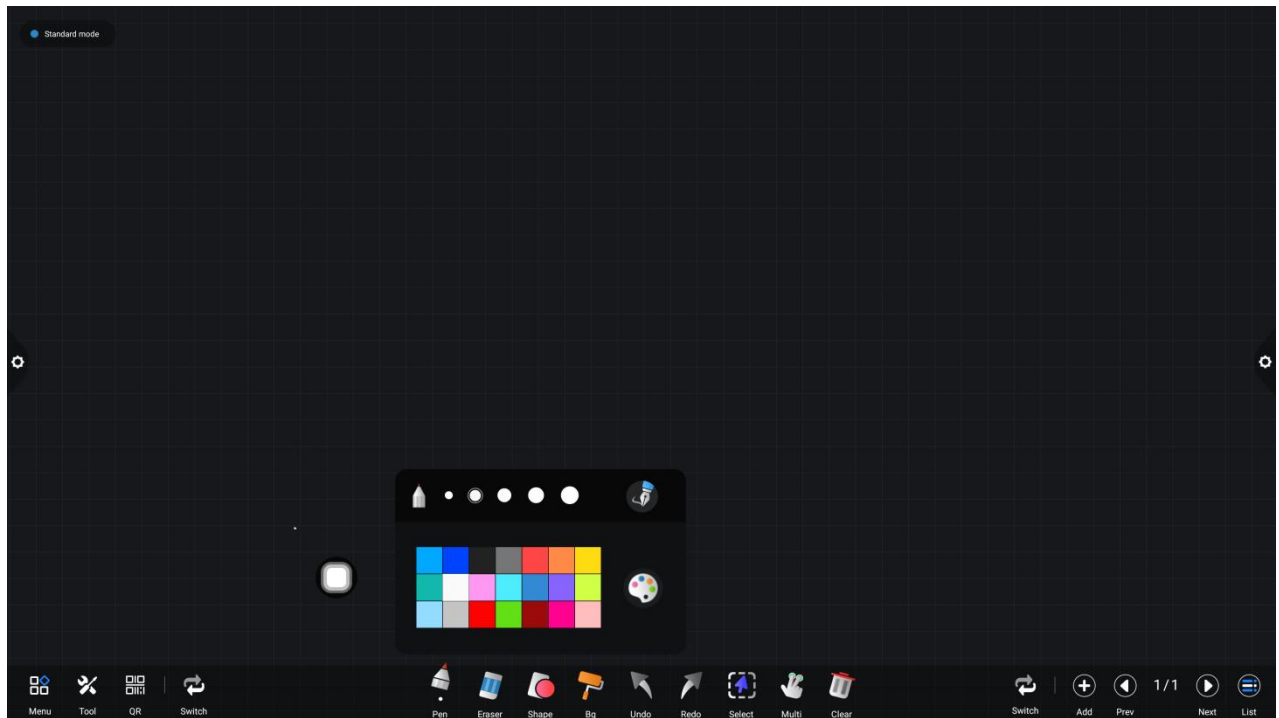 Standard mode
1/1
Menu Tool QR Switch Pen Eraser Shape Bg Undo Redo Select Multi Clear Switch Add Prev Next List